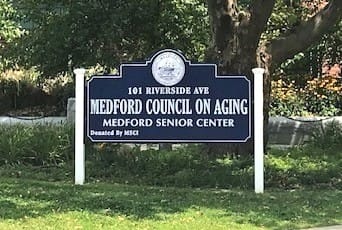 101 RIVERSIDE AVE
MEDFORD COUNCIL ON AGING
MEDFORD SENIOR CENTER
Donated By MSCI